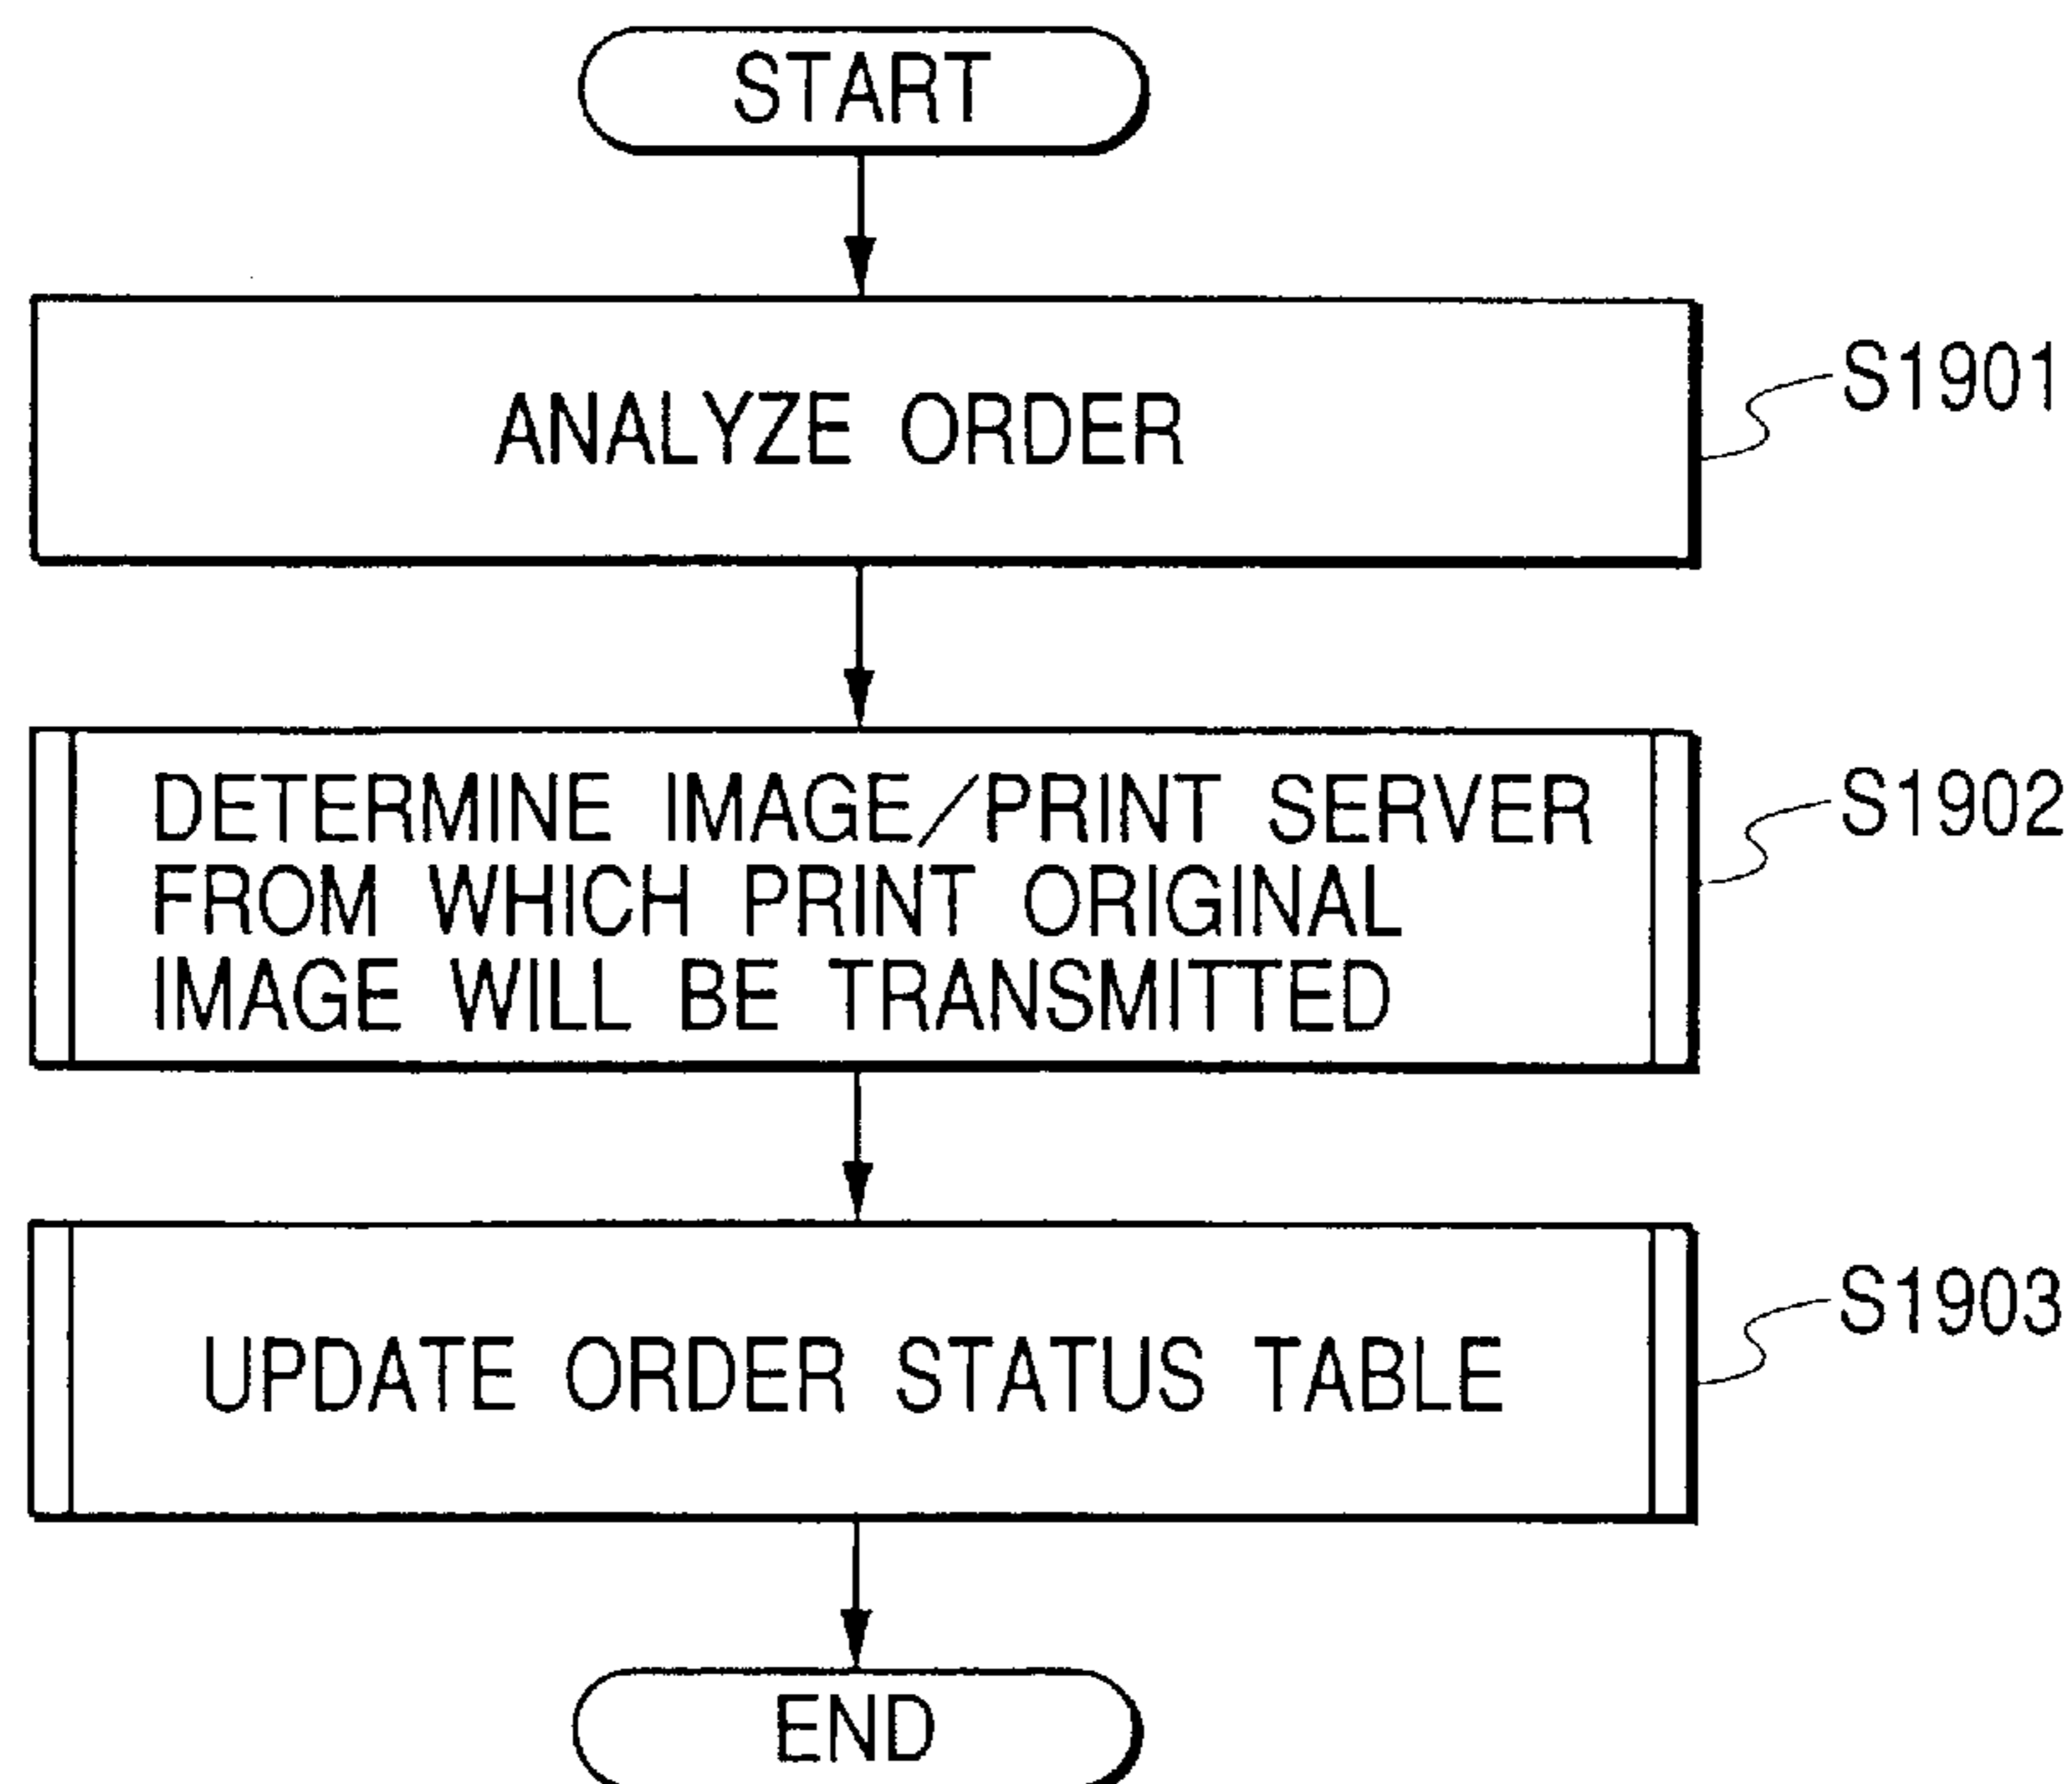 START
ANALYZE ORDER
S1901
DETERMINE IMAGE/PRINT SERVER
FROM WHICH PRINT ORIGINAL
IMAGE WILL BE TRANSMITTED
S1902
UPDATE ORDER STATUS TABLE
S1903
END